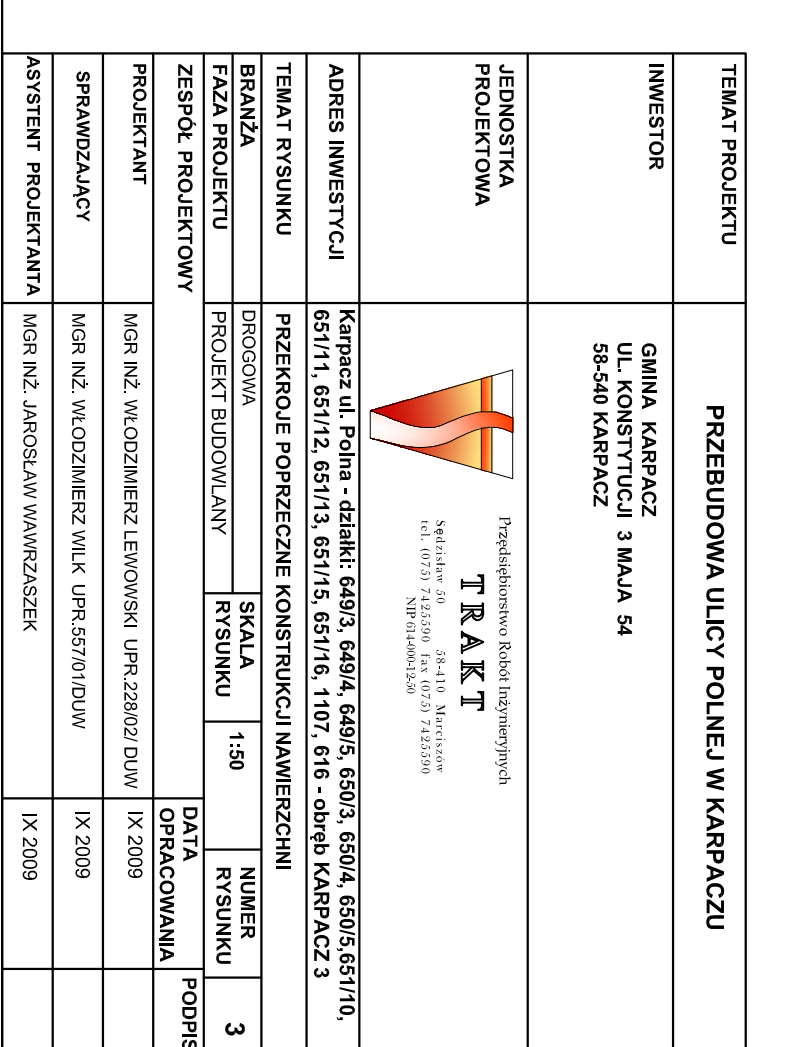 TEMAT PROJEKTU
PRZEBUDOWA ULICY POLNEJ W KARPACZU
INWESTOR
GMINA KARPACZ
UL. KONSTYTUCJI 3 MAJA 54
58-540 KARPACZ
JEDNOSTKA
PROJEKTOWA
Przedsiębiorstwo Robót Inżynieryjnych
TRAKT
Sędzisław 50 58-410 Marciszów
tel. (075) 7425590 fax (075) 7425590
NIP 614-000-12-50
ADRES INWESTYCJI
Karpacz ul. Polna - działki: 649/3, 649/4, 649/5, 650/3, 650/4, 650/5,651/10,
651/11, 651/12, 651/13, 651/15, 651/16, 1107, 616 - obręb KARPACZ 3
TEMAT RYSUNKU
PRZEKROJE POPRZECZNE KONSTRUKCJI NAWIERZCHNI
BRANŻA
DROGOWA
FAZA PROJEKTU
PROJEKT BUDOWLANY
SKALA
RYSUNKU
1:50
NUMER
RYSUNKU
3
ZESPÓŁ PROJEKTOWY
DATA
OPRACOWANIA
PODPIS
PROJEKTANT
MGR INŻ. WŁODZIMIERZ LEWOWSKI UPR.228/02/ DUW
IX 2009
SPRAWDZAJĄCY
MGR INŻ. WŁODZIMIERZ WILK UPR.557/01/DUW
IX 2009
ASYSTENT PROJEKTANTA
MGR INŻ. JAROSŁAW WAWRZASZEK
IX 2009